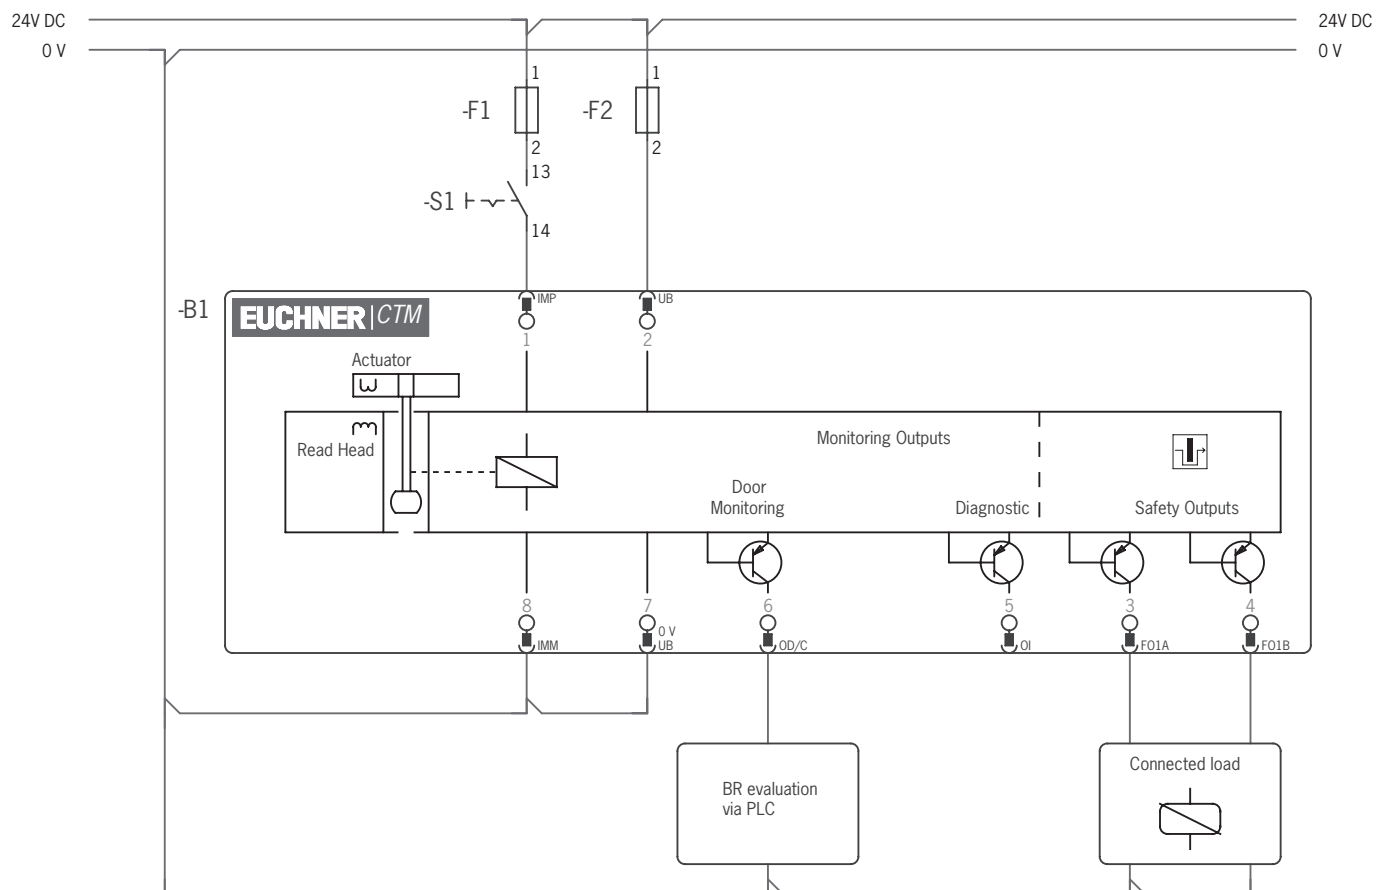 24V DC
24V DC
0 V
0 V
1
1
-F1
-F2
2
2
13
-S1
14
-B1
EUCHNER CTM
IMP
UB
1
2
Actuator
Read Head
Monitoring Outputs
Door
Monitoring
Diagnostic
Safety Outputs
8
7
6
5
3
4
IMM
0 V
UB
OD/C
OI
FO1A
FO1B
BR evaluation
via PLC
Connected load